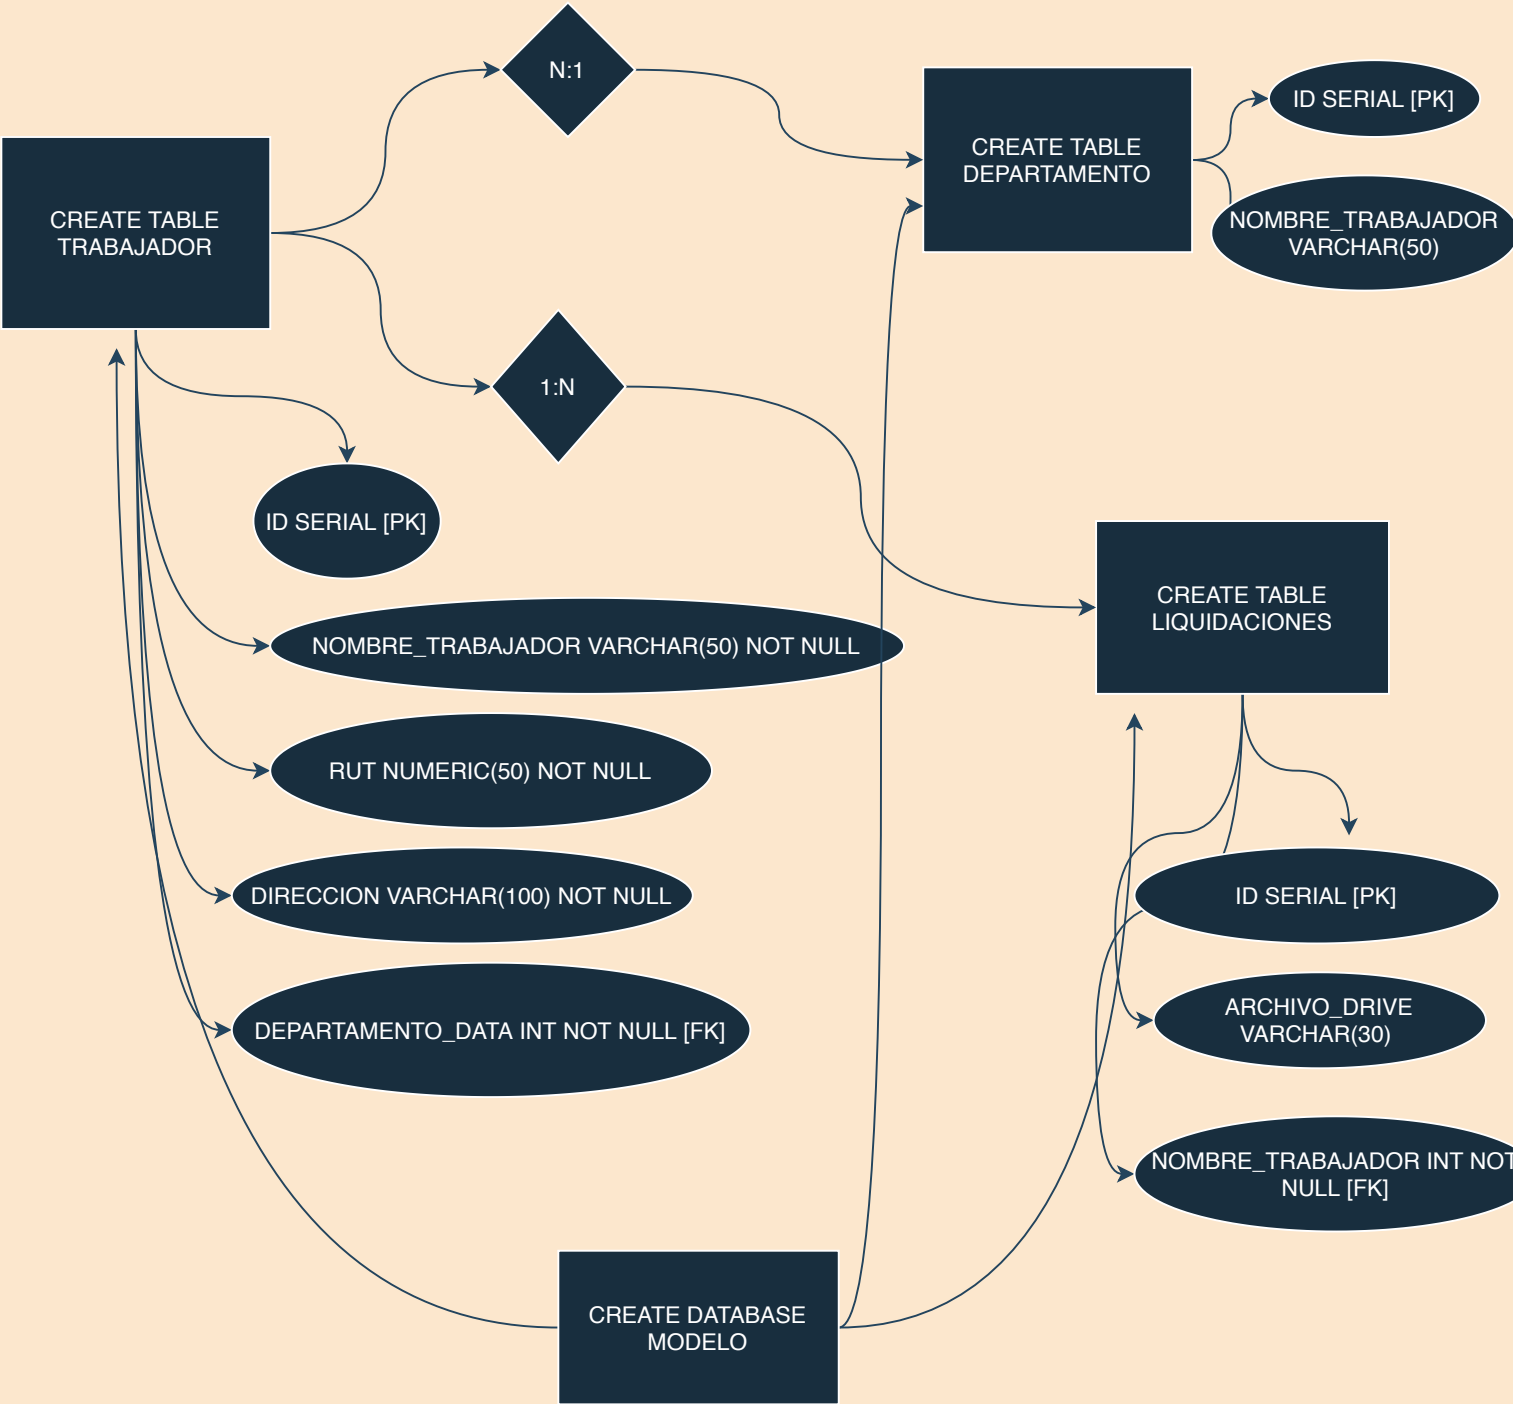 N:1
CREATE TABLE
DEPARTAMENTO
ID SERIAL [PK]
NOMBRE_TRABAJADOR
VARCHAR(50)
CREATE TABLE
TRABAJADOR
1:N
ID SERIAL [PK]
NOMBRE_TRABAJADOR VARCHAR(50) NOT NULL
RUT NUMERIC(50) NOT NULL
DIRECCION VARCHAR(100) NOT NULL
DEPARTAMENTO_DATA INT NOT NULL [FK]
CREATE TABLE
LIQUIDACIONES
ID SERIAL [PK]
ARCHIVO_DRIVE
VARCHAR(30)
NOMBRE_TRABAJADOR INT NOT
NULL [FK]
CREATE DATABASE
MODELO